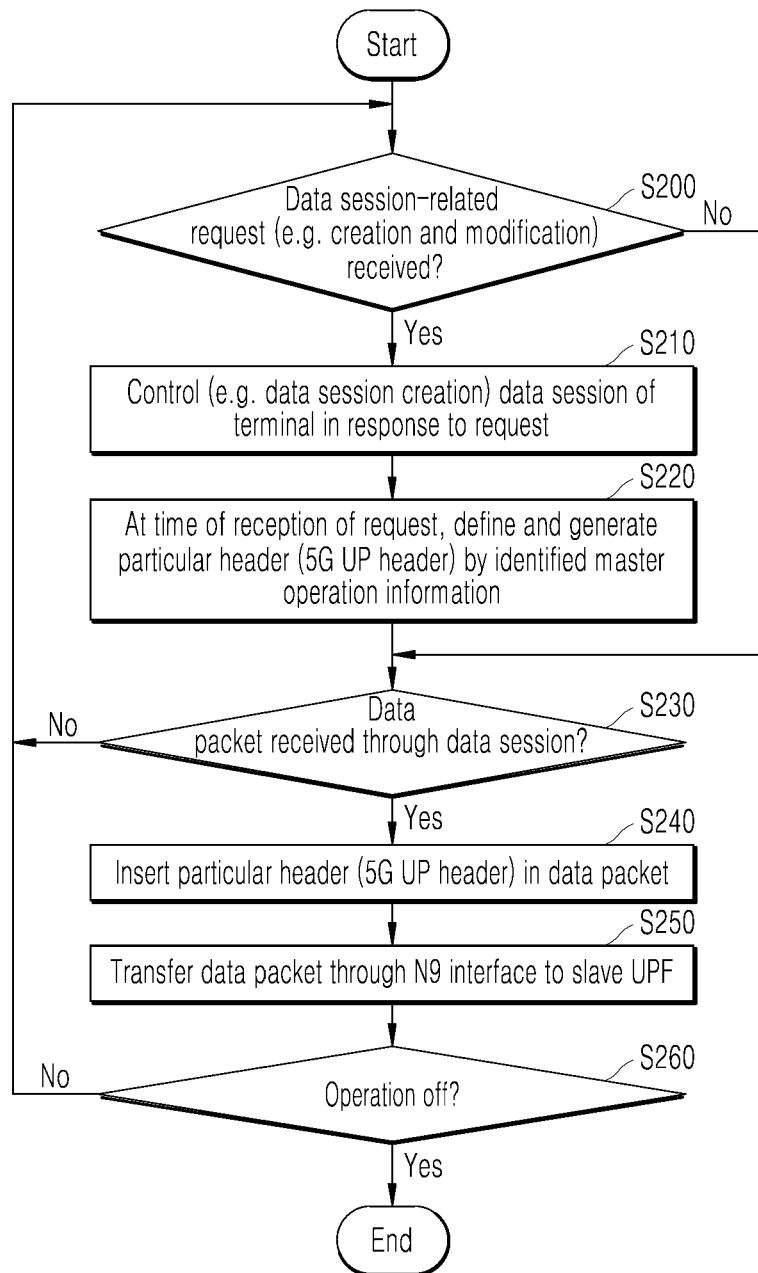 Start
S200
Data session-related
request (e.g. creation and modification)
received?
No
Yes
S210
Control (e.g. data session creation) data session of
terminal in response to request
S220
At time of reception of request, define and generate
particular header (5G UP header) by identified master
operation information
S230
Data
packet received through data session?
No
Yes
S240
Insert particular header (5G UP header) in data packet
S250
Transfer data packet through N9 interface to slave UPF
S260
Operation off?
No
Yes
End